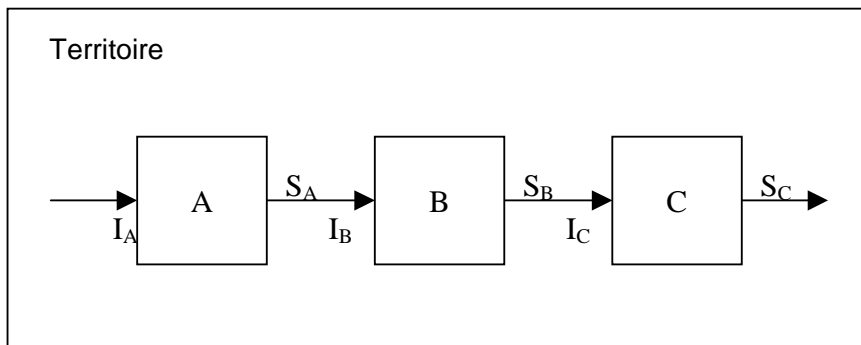 Territoire
S_A S_B S_C
A B C
I_A I_B I_C